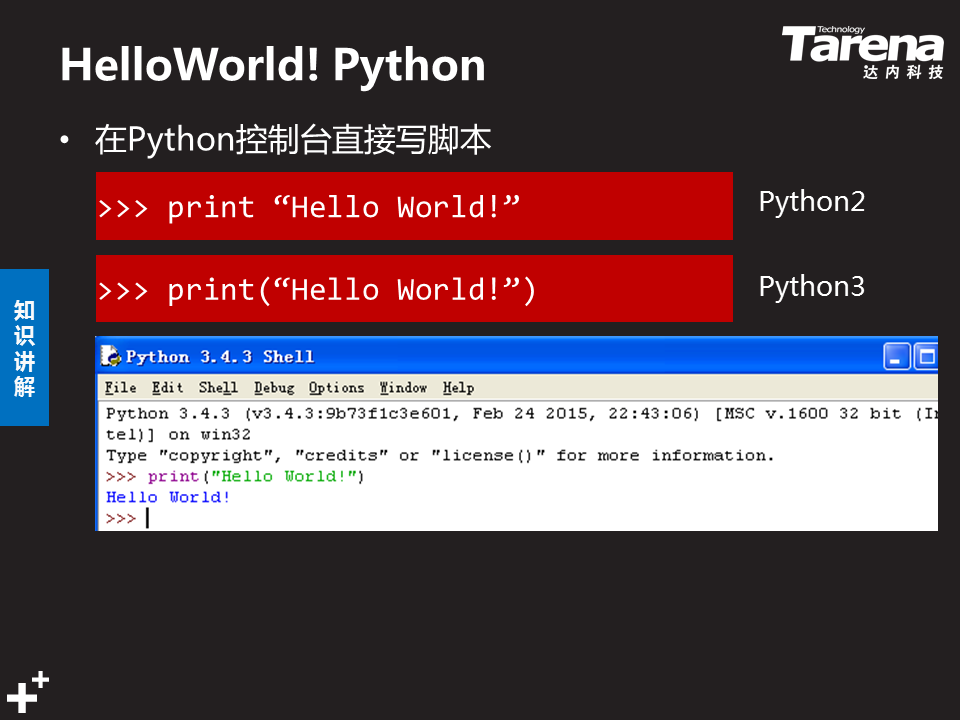 HelloWorld! Python
Technology
Tarena
达内科技
• 在Python控制台直接写脚本
>>> print “Hello World!”
Python2
>>> print(“Hello World!”)
Python3
知识讲解
Python 3.4.3 Shell
File Edit Shell Debug Options Window Help
Python 3.4.3 (v3.4.3:9b73f1c3e601, Feb 24 2015, 22:43:06) [MSC v.1600 32 bit (In
tel)] on win32
Type "copyright", "credits" or "license()" for more information.
>>> print("Hello World!")
Hello World!
>>>